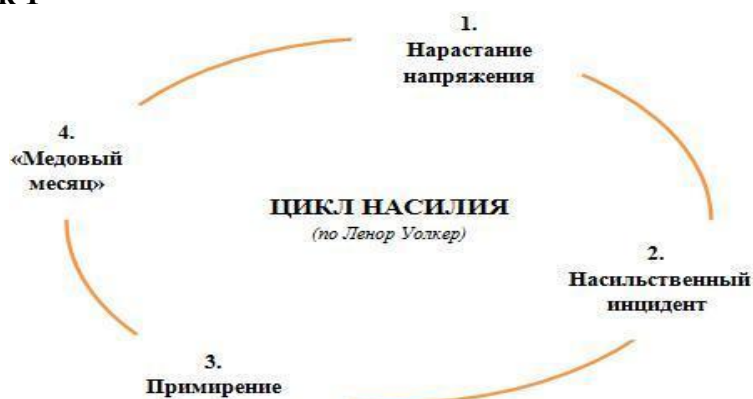 1.
Нарастание
напряжения
4.
«Медовый
месяц»
ЦИКЛ НАСИЛИЯ
(по Ленор Уолкер)
2.
Насильственный
инцидент
3.
Примирение